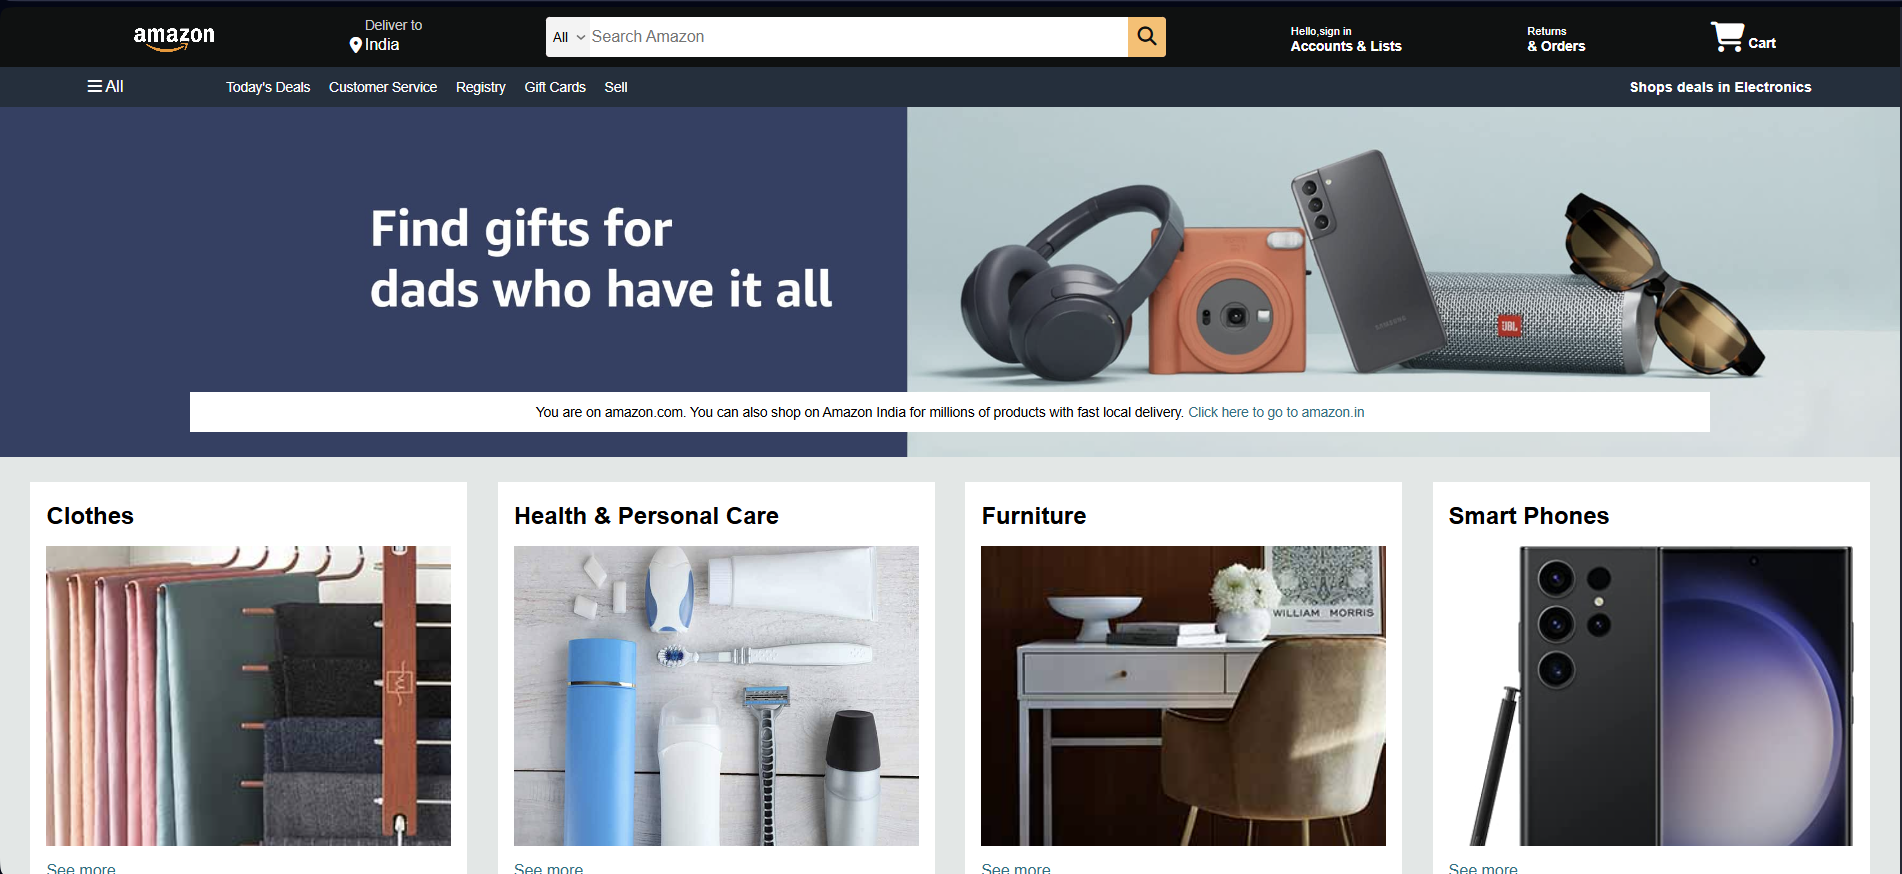 amazon
Deliver to
India
All
Search Amazon
Hello,sign in
Accounts & Lists
Returns
& Orders
Cart
All
Today's Deals
Customer Service
Registry
Gift Cards
Sell
Shops deals in Electronics
Find gifts for
dads who have it all
SAMSUNG
JBL
You are on amazon.com. You can also shop on Amazon India for millions of products with fast local delivery. Click here to go to amazon.in
Clothes
Health & Personal Care
Furniture
Smart Phones
WILLIAM MORRIS
See more
See more
See more
See more